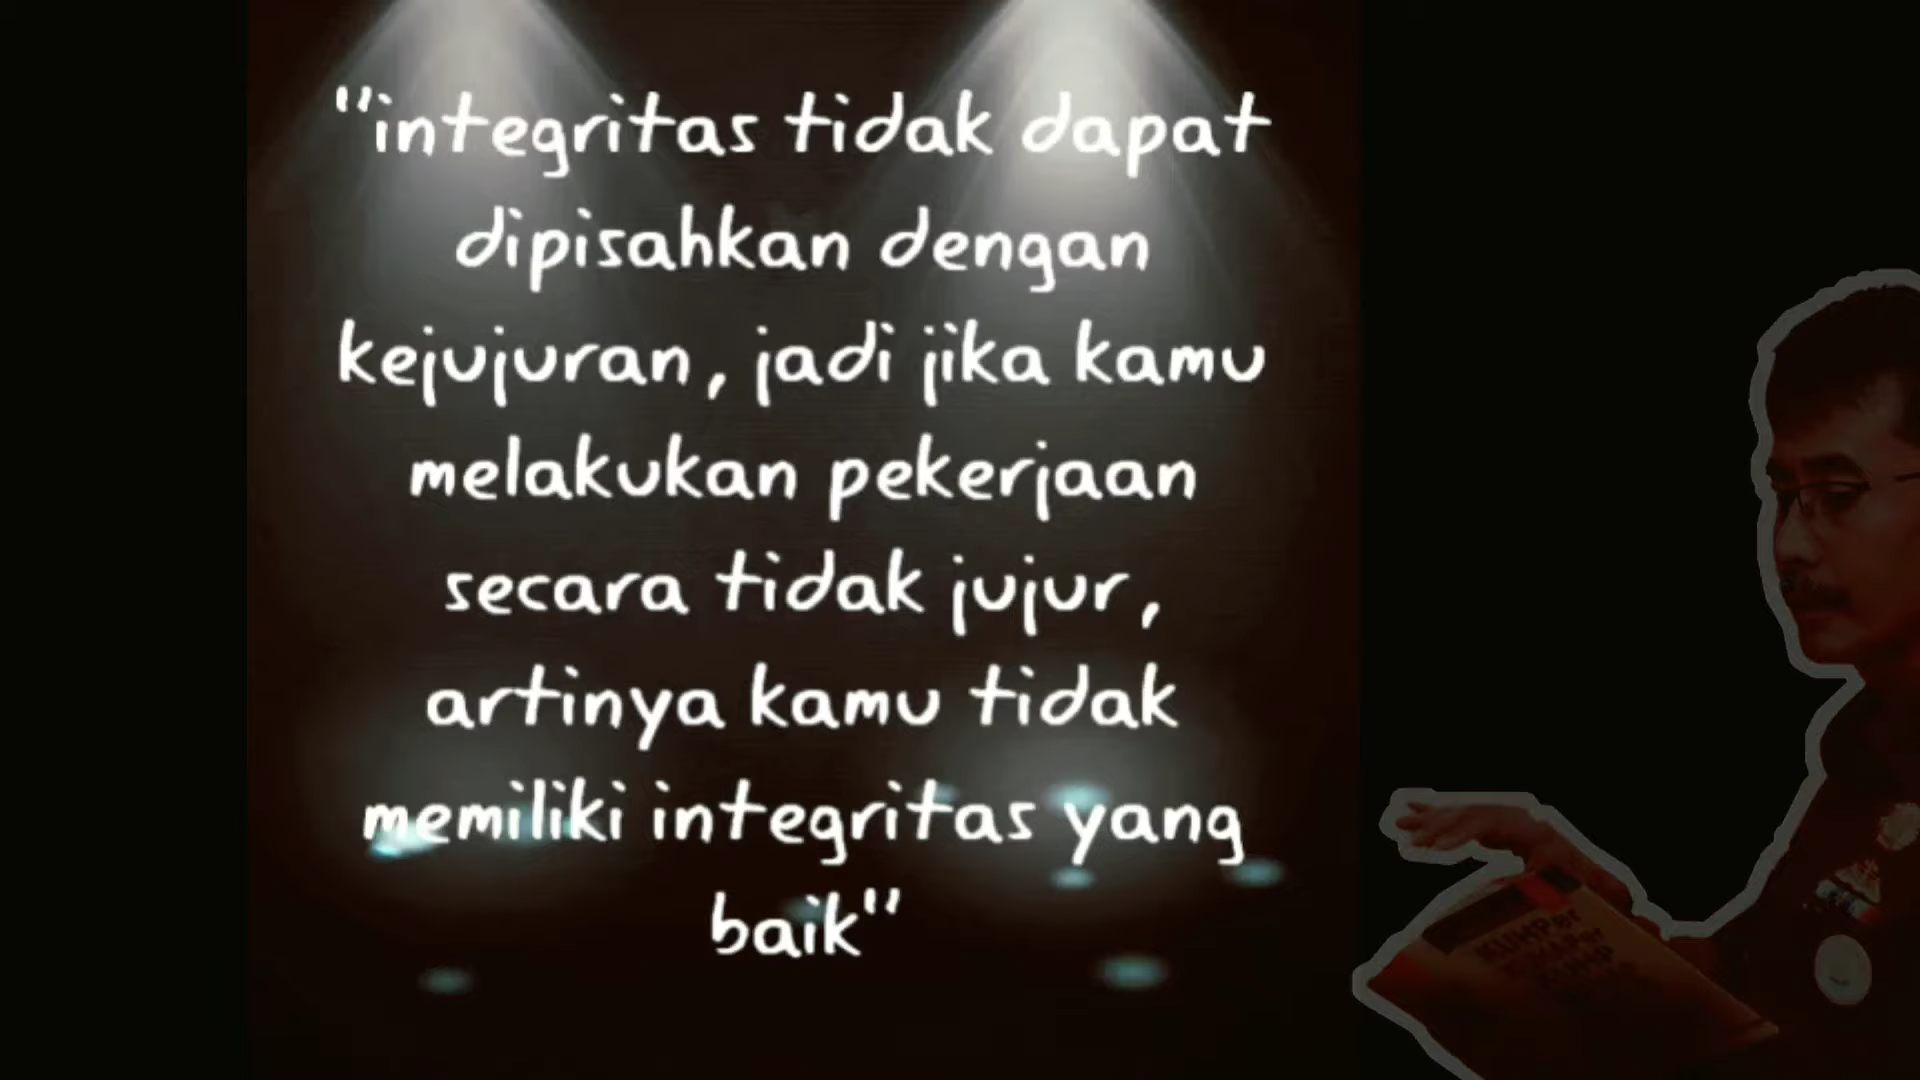 "integritas tidak dapat
dipisahkan dengan
kejujuran, jadi jika kamu
melakukan pekerjaan
secara tidak jujur,
artinya kamu tidak
memiliki integritas yang
baik"